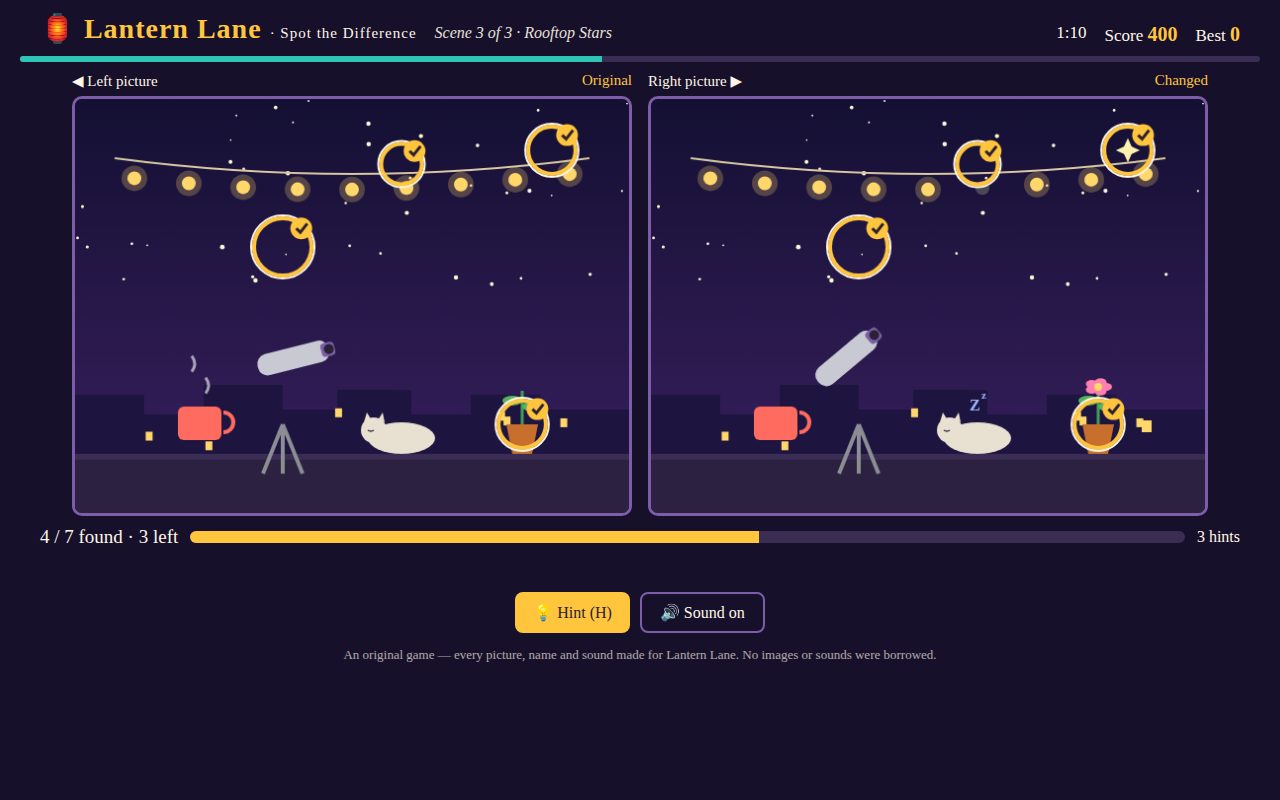 Lantern Lane · Spot the Difference Scene 3 of 3 · Rooftop Stars 1:10 Score 400 Best 0
◀ Left picture Original Right picture ▶ Changed
z z
4 / 7 found · 3 left 3 hints
💡 Hint (H) 🔊 Sound on
An original game — every picture, name and sound made for Lantern Lane. No images or sounds were borrowed.